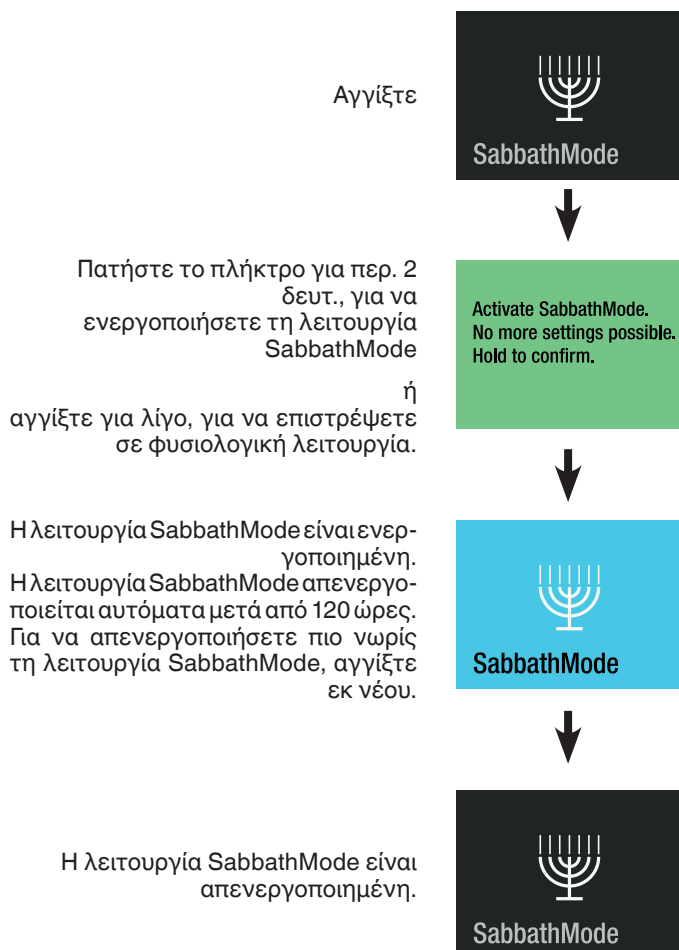 Αγγίξτε
SabbathMode
Πατήστε το πλήκτρο για περ. 2
δευτ., για να
ενεργοποιήσετε τη λειτουργία
SabbathMode
ή
αγγίξτε για λίγο, για να επιστρέψετε
σε φυσιολογική λειτουργία.
Activate SabbathMode.
No more settings possible.
Hold to confirm.
Η λειτουργία SabbathMode είναι ενερ-
γοποιημένη.
Η λειτουργία SabbathMode απενεργο-
ποιείται αυτόματα μετά από 120 ώρες.
Για να απενεργοποιήσετε πιο νωρίς
τη λειτουργία SabbathMode, αγγίξτε
εκ νέου.
SabbathMode
Η λειτουργία SabbathMode είναι
απενεργοποιημένη.
SabbathMode